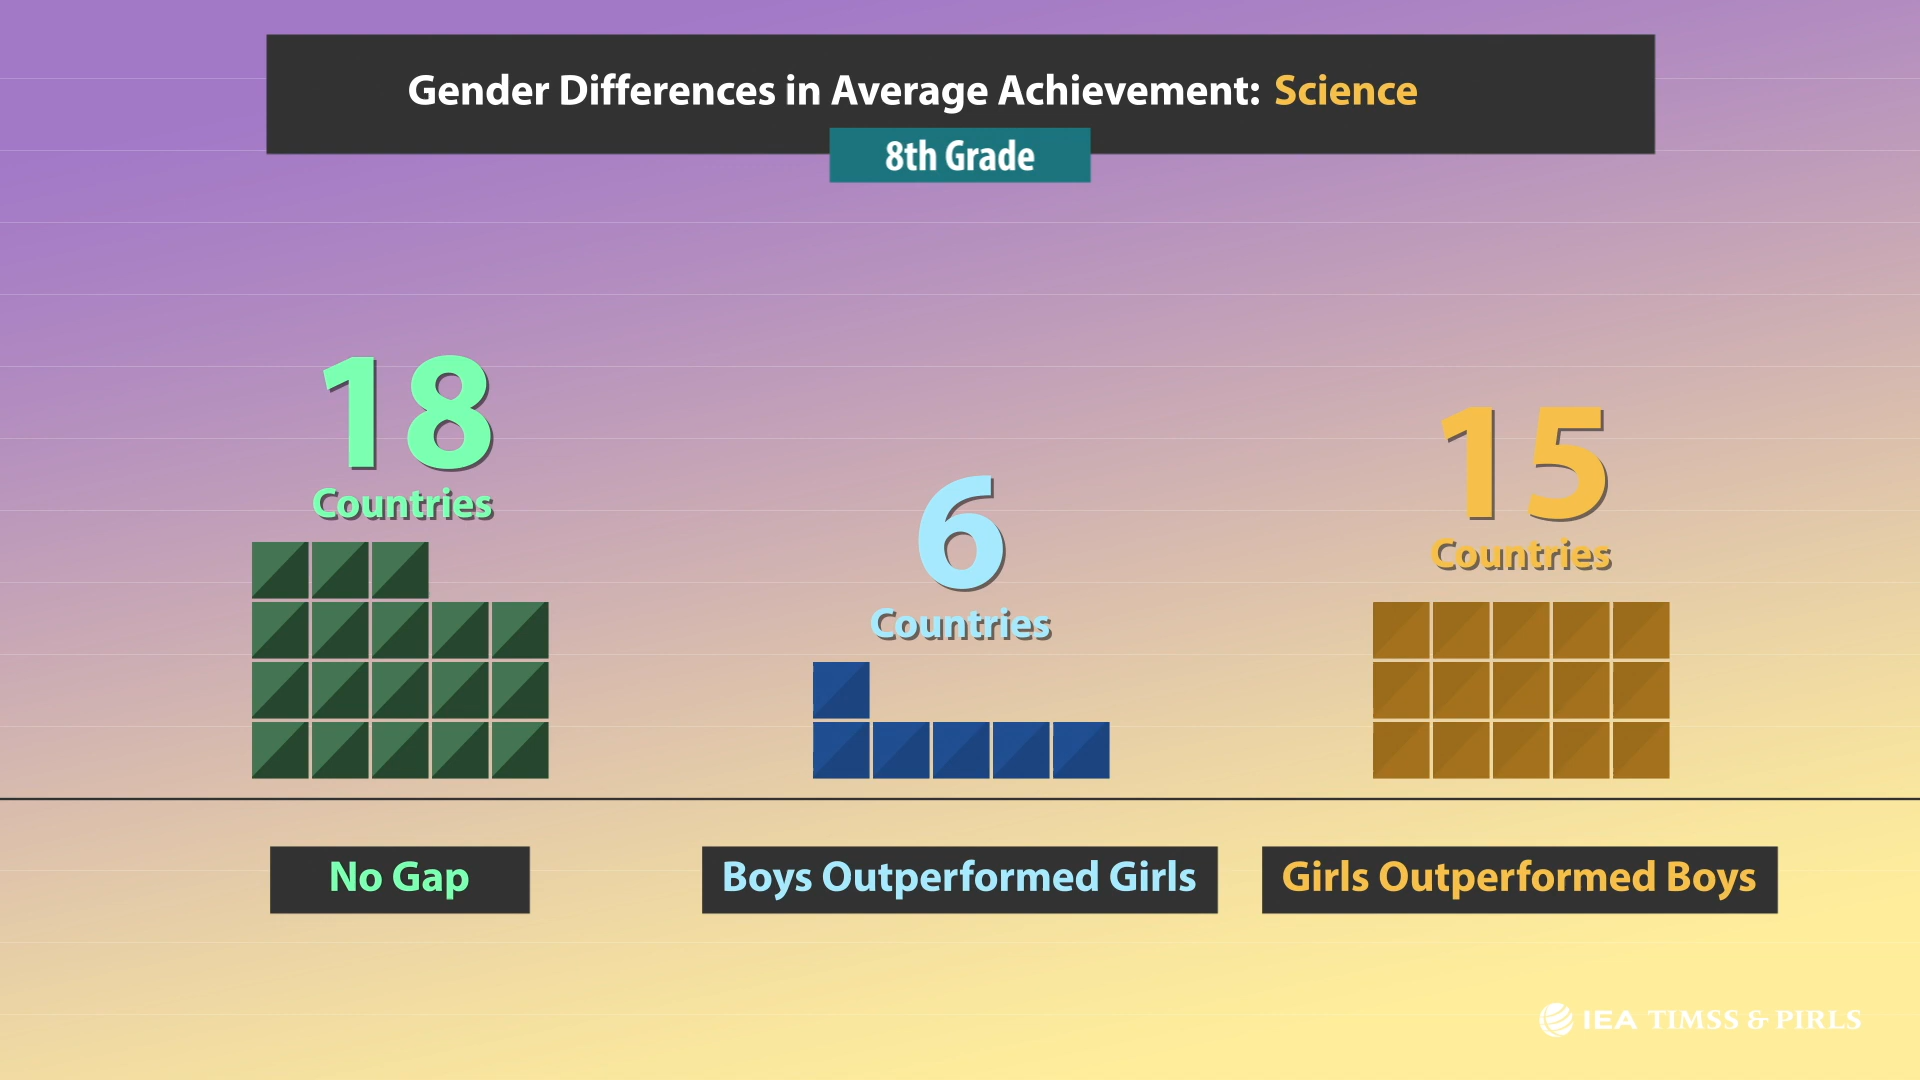 Gender Differences in Average Achievement: Science
8th Grade
18
Countries
6
Countries
15
Countries
No Gap
Boys Outperformed Girls
Girls Outperformed Boys
IEA TIMSS & PIRLS